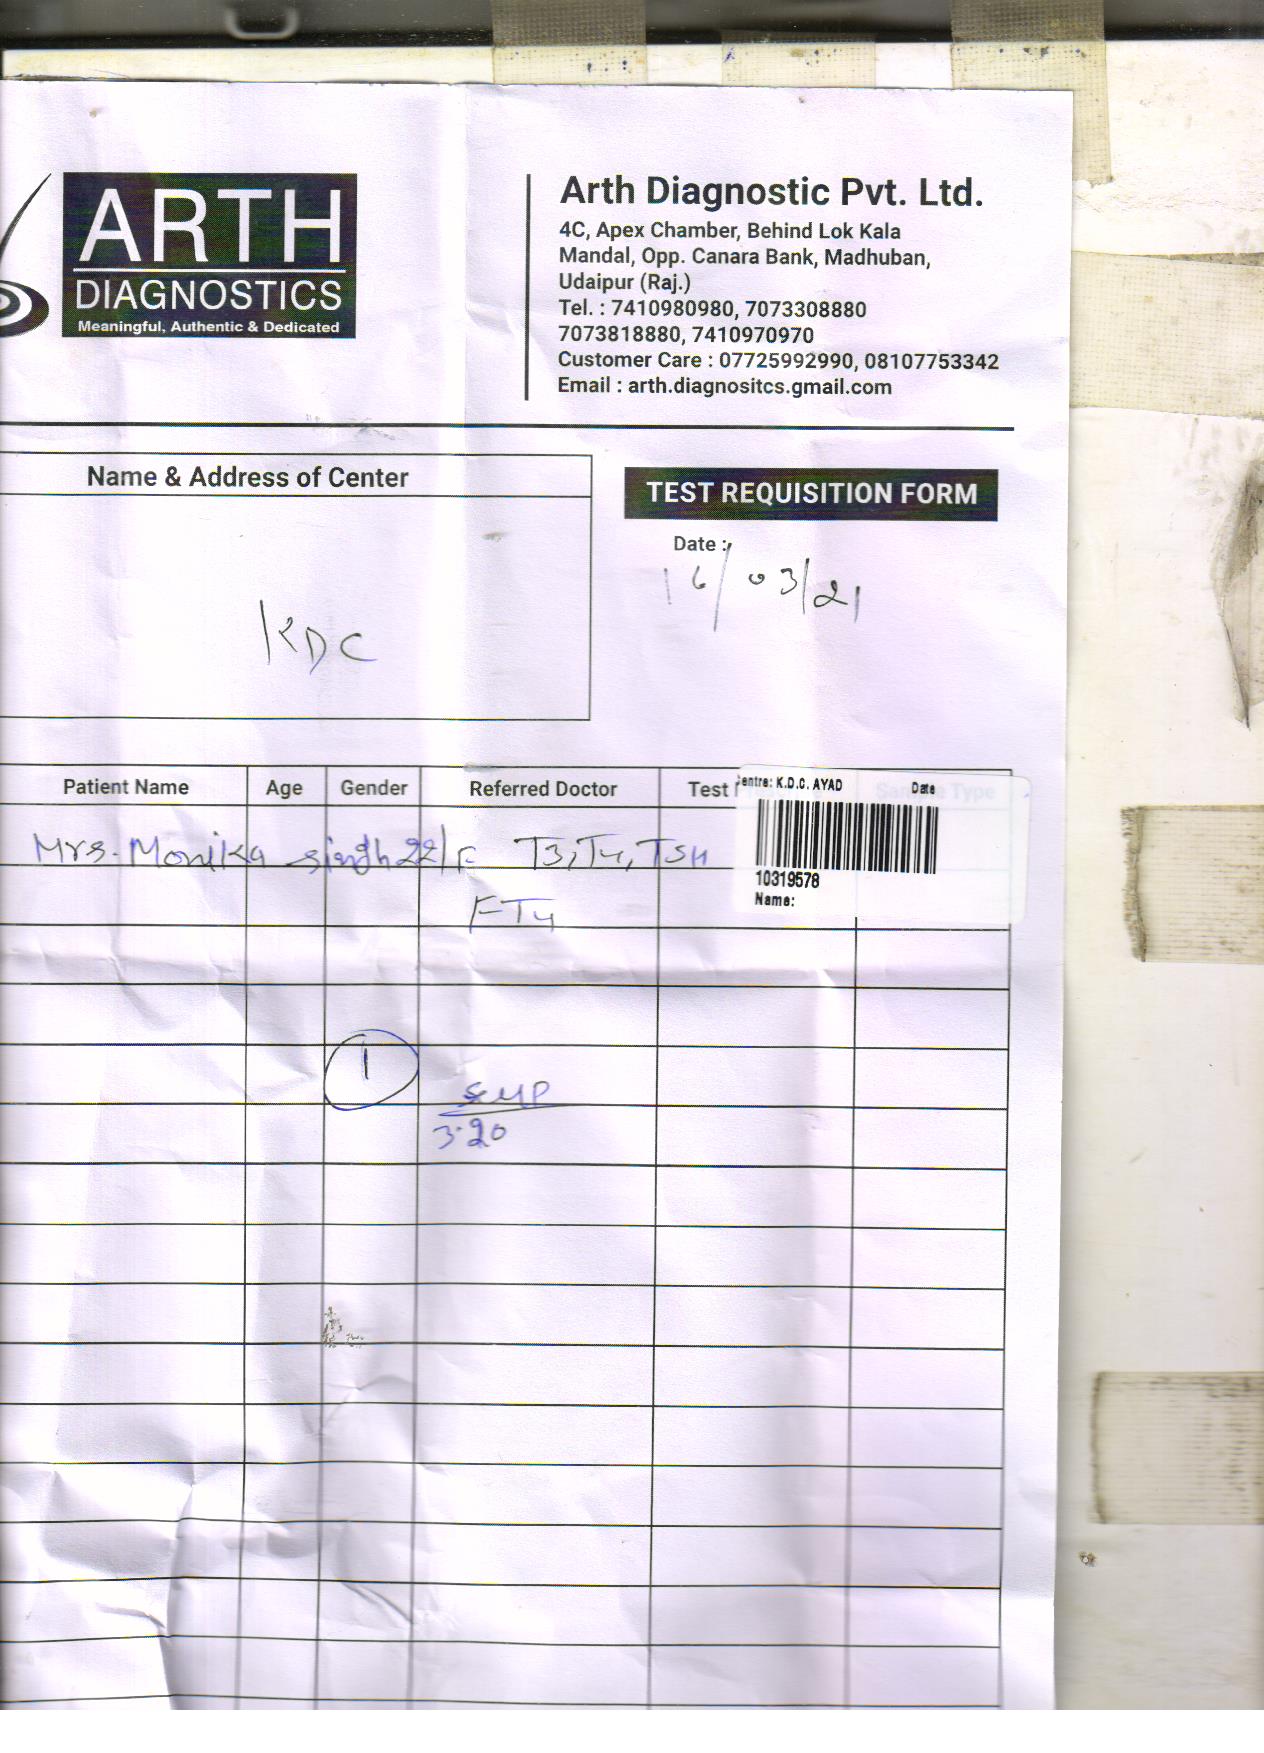 ARTH
DIAGNOSTICS
Meaningful, Authentic & Dedicated
Arth Diagnostic Pvt. Ltd.
4C, Apex Chamber, Behind Lok Kala
Mandal, Opp. Canara Bank, Madhuban,
Udaipur (Raj.)
Tel. : 7410980980, 7073308880
7073818880, 7410970970
Customer Care : 07725992990, 08107753342
Email : arth.diagnositcs.gmail.com
Name & Address of Center
KDC
TEST REQUISITION FORM
Date :
16/03/21
Patient Name Age Gender Referred Doctor Test Sample Type
entre: K.D.C. AYAD Date
10319578
Name:
Mrs. Monika Singh 22/F T3, T4, TSH
FT4
1
3.20